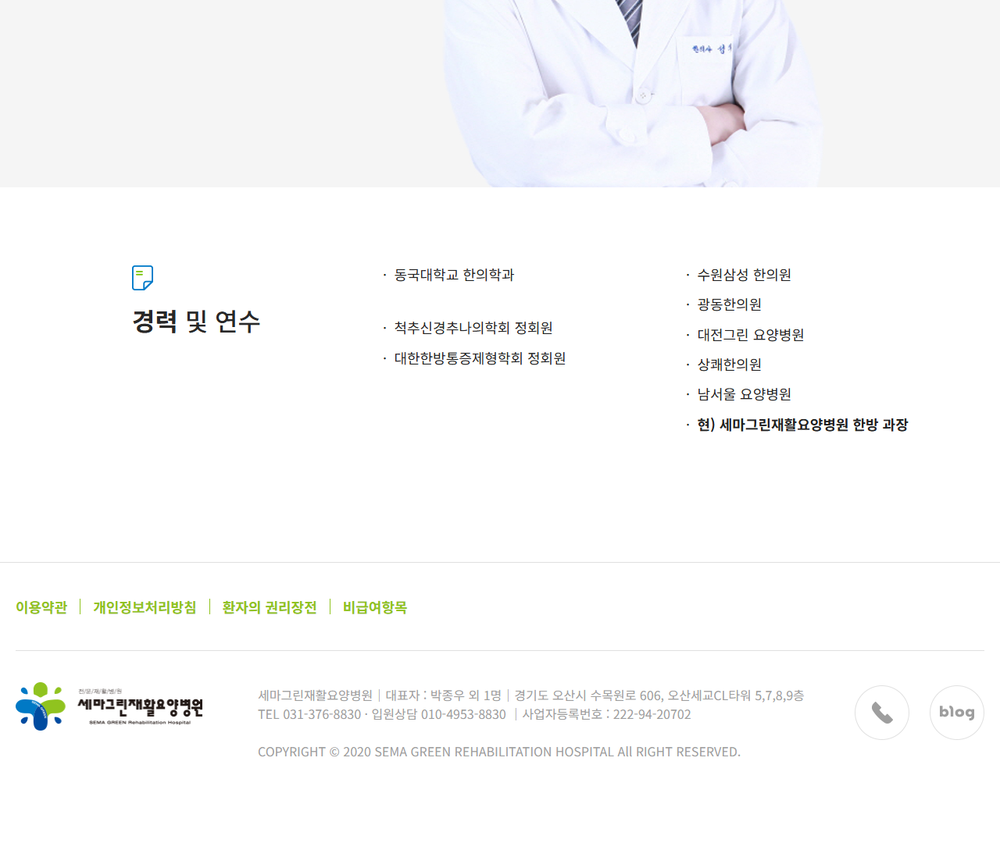 한의사
경력 및 연수
· 동국대학교 한의학과
· 척추신경추나의학회 정회원
· 대한한방통증제형학회 정회원
· 수원삼성 한의원
· 광동한의원
· 대전그린 요양병원
· 상쾌한의원
· 남서울 요양병원
· 현) 세마그린재활요양병원 한방 과장
이용약관 | 개인정보처리방침 | 환자의 권리장전 | 비급여항목
전/문/재/활/병/원
세마그린재활요양병원
SEMA GREEN Rehabilitation Hospital
세마그린재활요양병원 | 대표자 : 박종우 외 1명 | 경기도 오산시 수목원로 606, 오산세교CL타워 5,7,8,9층
TEL 031-376-8830 · 입원상담 010-4953-8830 | 사업자등록번호 : 222-94-20702
COPYRIGHT © 2020 SEMA GREEN REHABILITATION HOSPITAL All RIGHT RESERVED.
blog